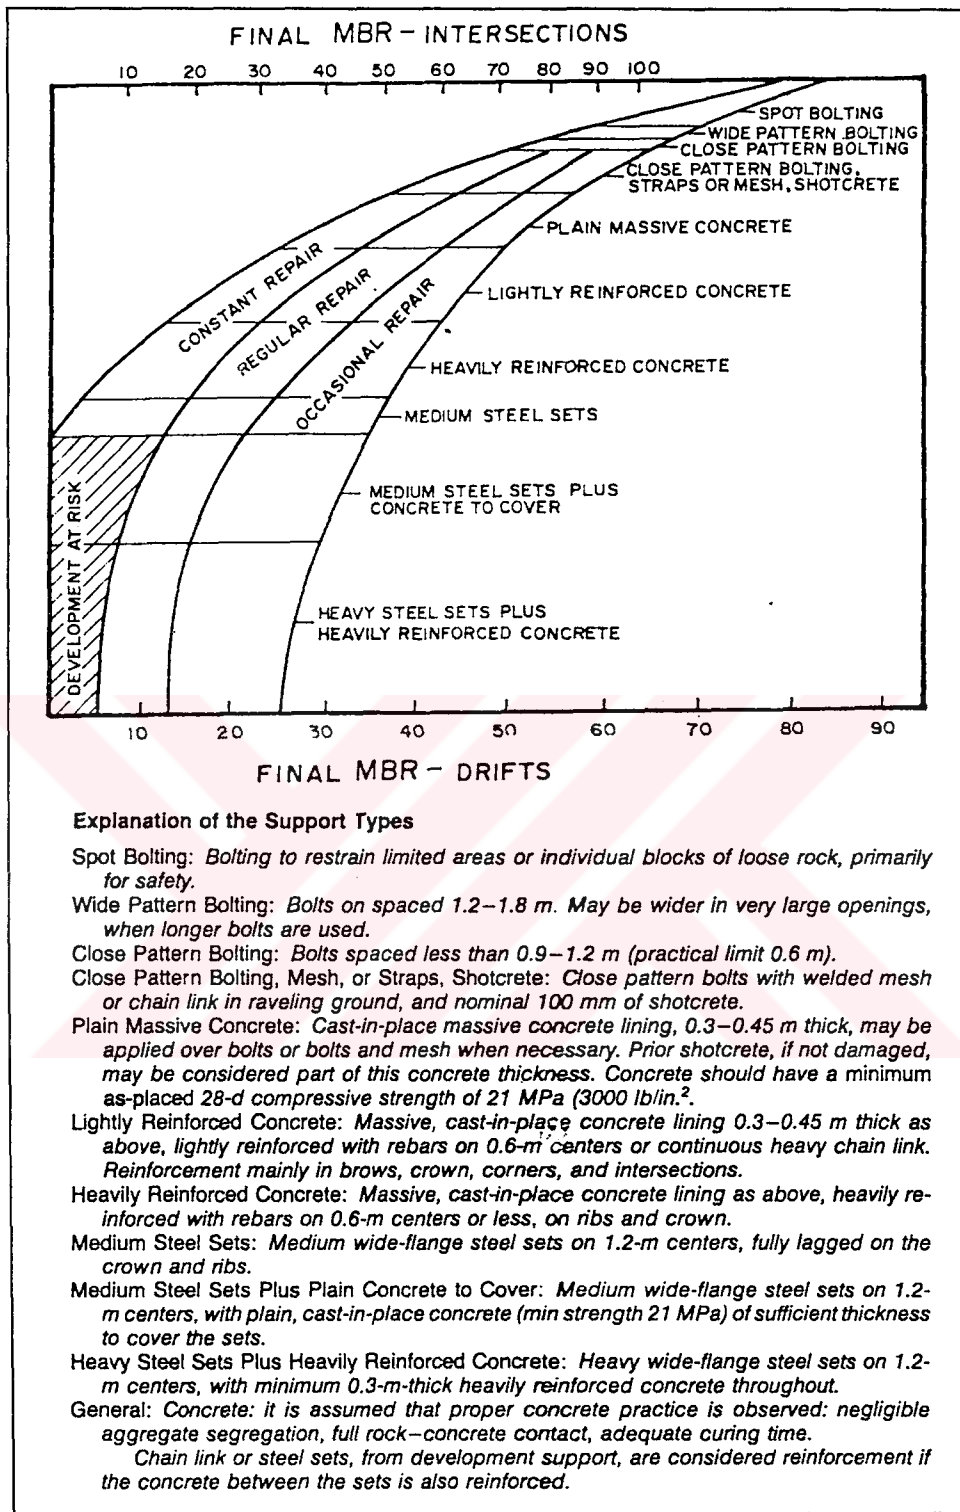 FINAL MBR – INTERSECTIONS
10 20 30 40 50 60 70 80 90 100
SPOT BOLTING
WIDE PATTERN BOLTING
CLOSE PATTERN BOLTING
CLOSE PATTERN BOLTING,
STRAPS OR MESH, SHOTCRETE
PLAIN MASSIVE CONCRETE
CONSTANT REPAIR
REGULAR REPAIR
OCCASIONAL REPAIR
LIGHTLY REINFORCED CONCRETE
HEAVILY REINFORCED CONCRETE
MEDIUM STEEL SETS
DEVELOPMENT AT RISK
MEDIUM STEEL SETS PLUS
CONCRETE TO COVER
HEAVY STEEL SETS PLUS
HEAVILY REINFORCED CONCRETE
10 20 30 40 50 60 70 80 90
FINAL MBR – DRIFTS
Explanation of the Support Types
Spot Bolting: Bolting to restrain limited areas or individual blocks of loose rock, primarily
for safety.
Wide Pattern Bolting: Bolts on spaced 1.2–1.8 m. May be wider in very large openings,
when longer bolts are used.
Close Pattern Bolting: Bolts spaced less than 0.9–1.2 m (practical limit 0.6 m).
Close Pattern Bolting, Mesh, or Straps, Shotcrete: Close pattern bolts with welded mesh
or chain link in raveling ground, and nominal 100 mm of shotcrete.
Plain Massive Concrete: Cast-in-place massive concrete lining, 0.3–0.45 m thick, may be
applied over bolts or bolts and mesh when necessary. Prior shotcrete, if not damaged,
may be considered part of this concrete thickness. Concrete should have a minimum
as-placed 28-d compressive strength of 21 MPa (3000 lb/in.².
Lightly Reinforced Concrete: Massive, cast-in-place concrete lining 0.3–0.45 m thick as
above, lightly reinforced with rebars on 0.6-m centers or continuous heavy chain link.
Reinforcement mainly in brows, crown, corners, and intersections.
Heavily Reinforced Concrete: Massive, cast-in-place concrete lining as above, heavily re-
inforced with rebars on 0.6-m centers or less, on ribs and crown.
Medium Steel Sets: Medium wide-flange steel sets on 1.2-m centers, fully lagged on the
crown and ribs.
Medium Steel Sets Plus Plain Concrete to Cover: Medium wide-flange steel sets on 1.2-
m centers, with plain, cast-in-place concrete (min strength 21 MPa) of sufficient thickness
to cover the sets.
Heavy Steel Sets Plus Heavily Reinforced Concrete: Heavy wide-flange steel sets on 1.2-
m centers, with minimum 0.3-m-thick heavily reinforced concrete throughout.
General: Concrete: it is assumed that proper concrete practice is observed: negligible
aggregate segregation, full rock–concrete contact, adequate curing time.
Chain link or steel sets, from development support, are considered reinforcement if
the concrete between the sets is also reinforced.